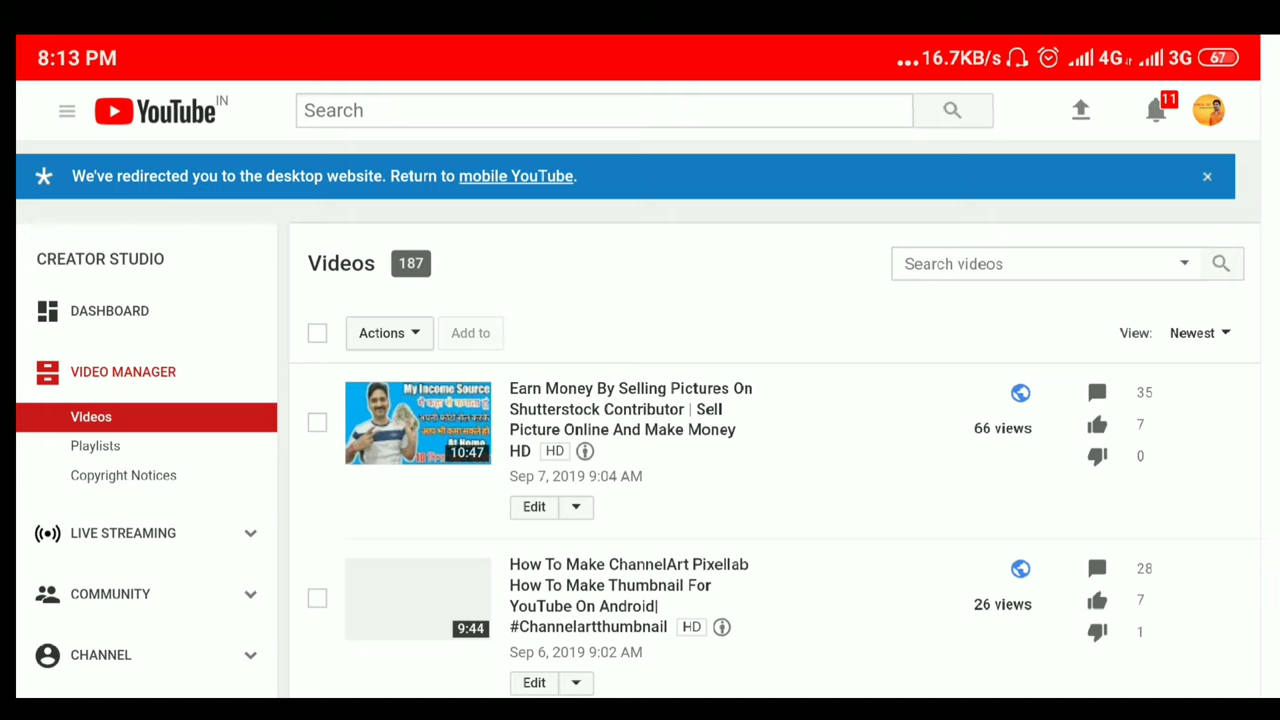 8:13 PM
...16.7KB/s 4G 3G 67
YouTube IN
Search
11
We've redirected you to the desktop website. Return to mobile YouTube.
×
CREATOR STUDIO
DASHBOARD
VIDEO MANAGER
Videos
Playlists
Copyright Notices
LIVE STREAMING
COMMUNITY
CHANNEL
Videos 187
Search videos
Actions Add to
View: Newest
My Income Source
10:47
Earn Money By Selling Pictures On
Shutterstock Contributor | Sell
Picture Online And Make Money
HD HD
Sep 7, 2019 9:04 AM
Edit
66 views
35
7
0
9:44
How To Make ChannelArt Pixellab
How To Make Thumbnail For
YouTube On Android|
#Channelartthumbnail HD
Sep 6, 2019 9:02 AM
Edit
26 views
28
7
1